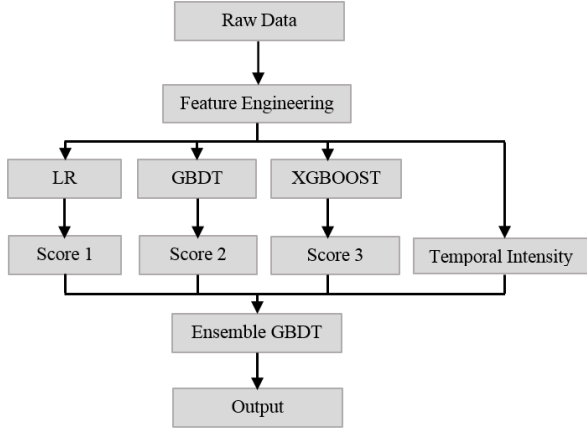 Raw Data
Feature Engineering
LR
GBDT
XGBOOST
Score 1
Score 2
Score 3
Temporal Intensity
Ensemble GBDT
Output